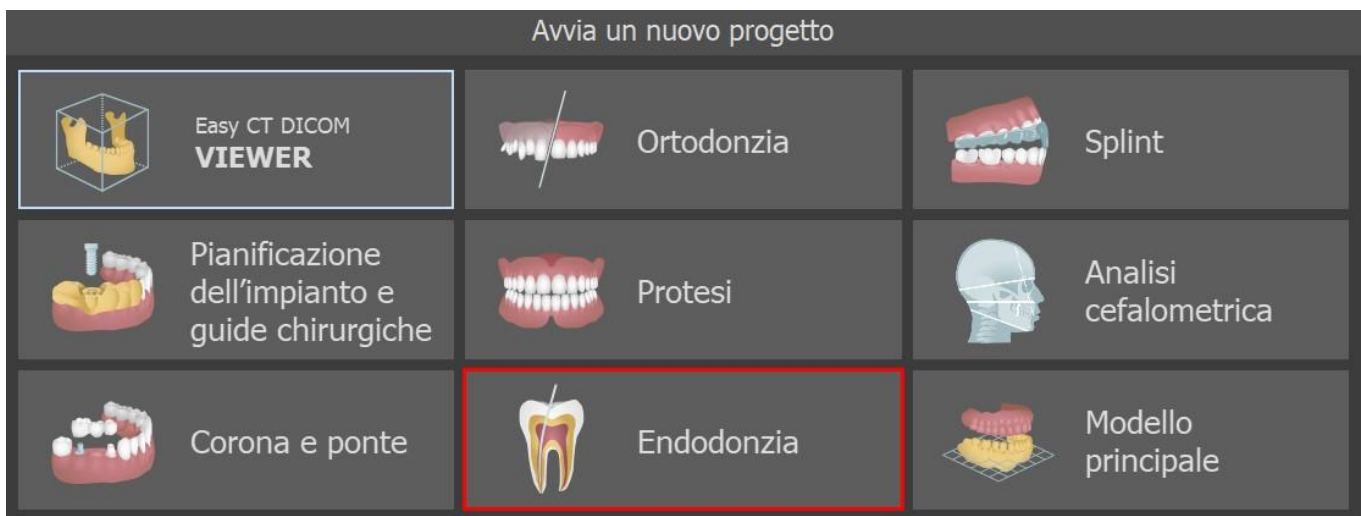 Avvia un nuovo progetto
Easy CT DICOM
VIEWER
Ortodonzia
Splint
Pianificazione
dell’impianto e
guide chirurgiche
Protesi
Analisi
cefalometrica
Corona e ponte
Endodonzia
Modello
principale